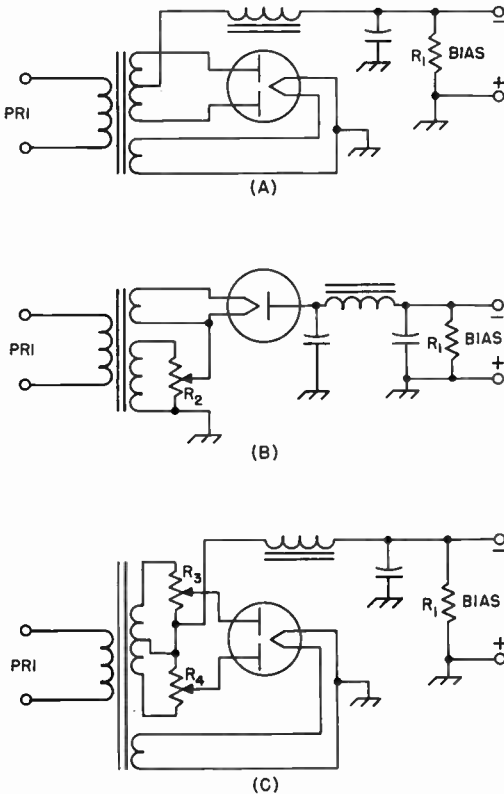 −
R1 BIAS
+
PRI
(A)
−
PRI
R1 BIAS
+
R2
(B)
−
R3
R1 BIAS
+
PRI
R4
(C)